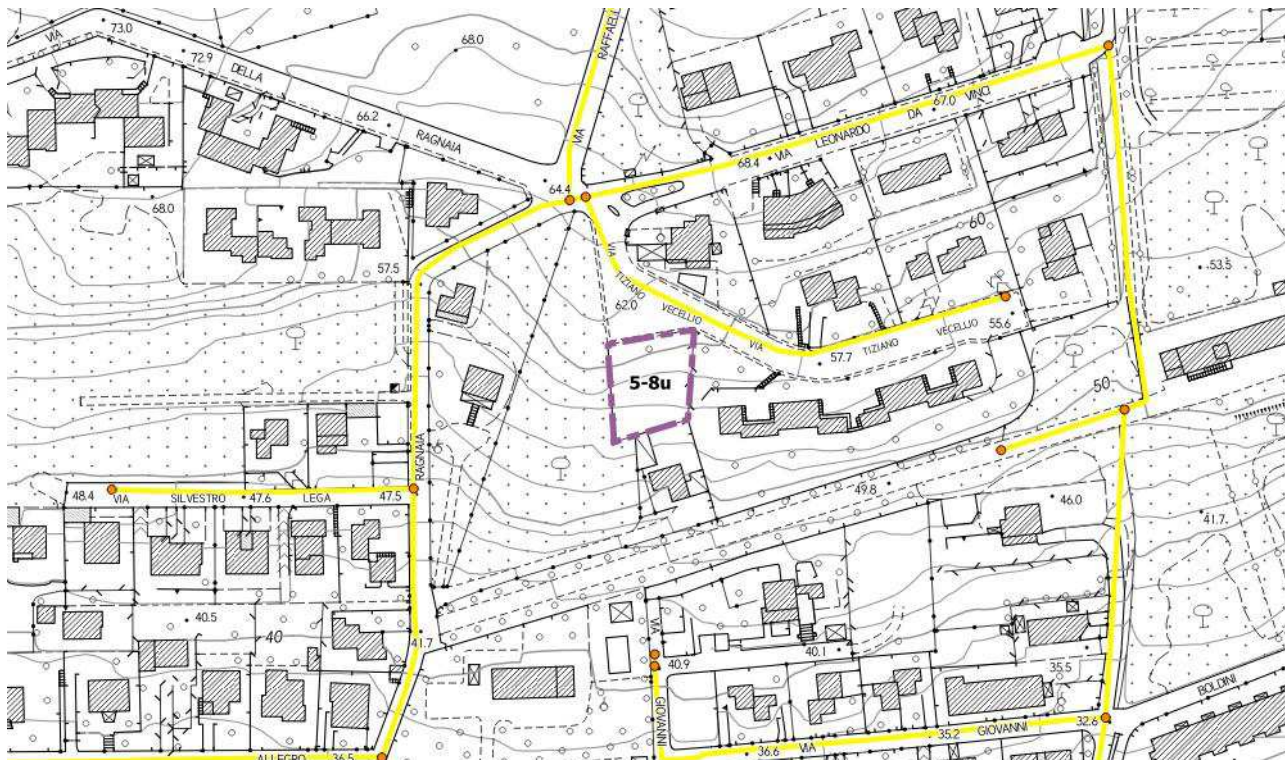 VIA
73.0
72.9
DELLA
66.2
RAGNAIA
68.0
VIA
RAFFAELL
64.4
68.0
67.0
VIA LEONARDO DA VINCI
68.4
60
53.5
57.5
62.0
VIA TIZIANO VECELLIO
VIA TIZIANO VECELLIO
57.7
55.6
5-8u
50
RAGNAIA
48.4
VIA SILVESTRO LEGA
47.6
47.5
49.8
46.0
41.7
40.5
40
41.7
40.1
40.9
VIA
GIOVANNI
35.5
BOLDINI
32.6
35.2
GIOVANNI
36.6
VIA
ALLEGRO
36.5